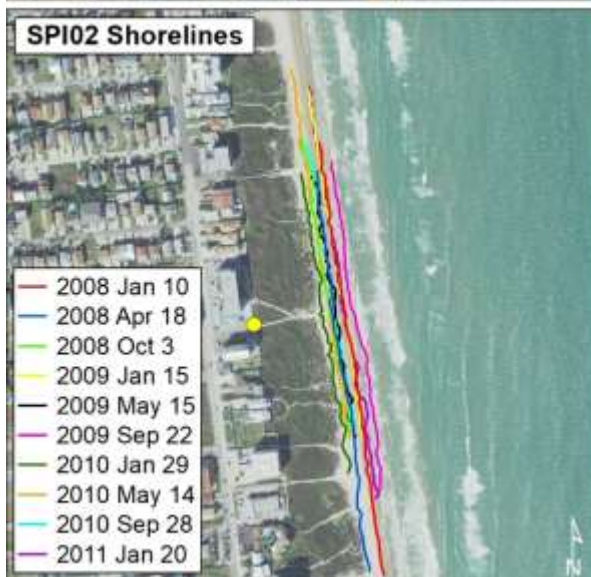 SPI02 Shorelines
2008 Jan 10
2008 Apr 18
2008 Oct 3
2009 Jan 15
2009 May 15
2009 Sep 22
2010 Jan 29
2010 May 14
2010 Sep 28
2011 Jan 20